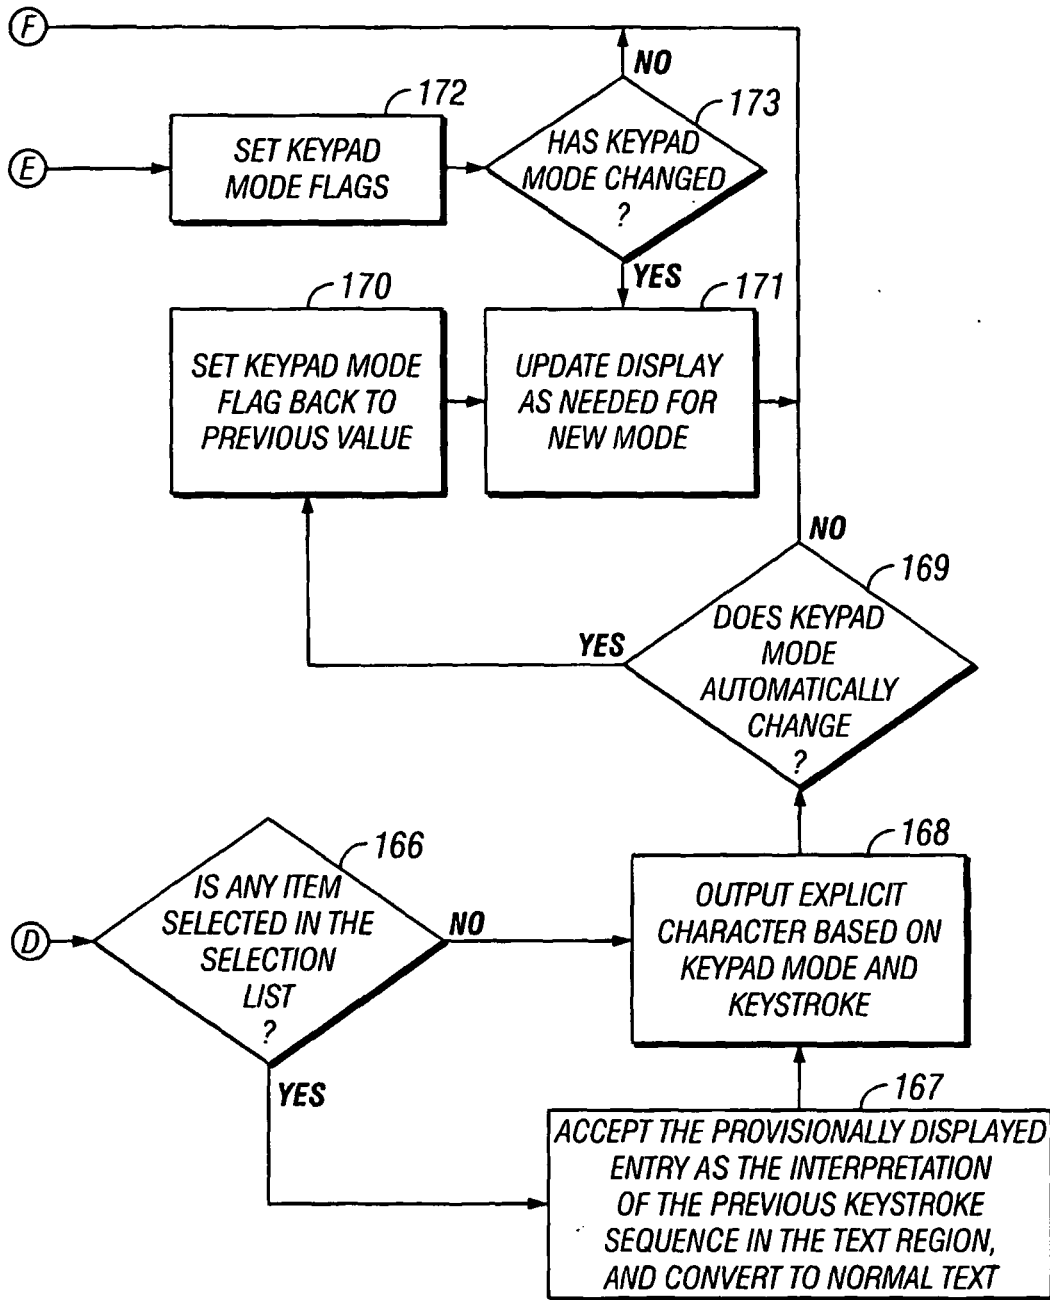 F
NO
172
173
E
SET KEYPAD
MODE FLAGS
HAS KEYPAD
MODE CHANGED
?
YES
170
171
SET KEYPAD MODE
FLAG BACK TO
PREVIOUS VALUE
UPDATE DISPLAY
AS NEEDED FOR
NEW MODE
NO
169
YES
DOES KEYPAD
MODE
AUTOMATICALLY
CHANGE
?
166
168
D
IS ANY ITEM
SELECTED IN THE
SELECTION
LIST
?
NO
OUTPUT EXPLICIT
CHARACTER BASED ON
KEYPAD MODE AND
KEYSTROKE
YES
167
ACCEPT THE PROVISIONALLY DISPLAYED
ENTRY AS THE INTERPRETATION
OF THE PREVIOUS KEYSTROKE
SEQUENCE IN THE TEXT REGION,
AND CONVERT TO NORMAL TEXT